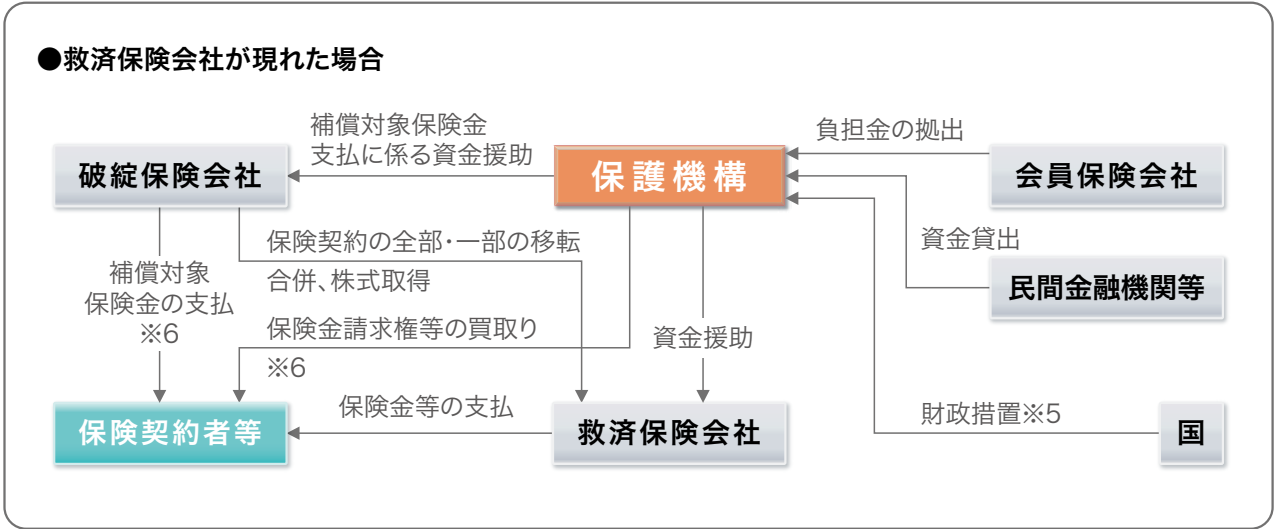 ●救済保険会社が現れた場合
補償対象保険金
支払に係る資金援助
負担金の拠出
破綻保険会社
保護機構
会員保険会社
保険契約の全部・一部の移転
合併、株式取得
資金貸出
補償対象
保険金の支払
※6
民間金融機関等
保険金請求権等の買取り
※6
資金援助
保険金等の支払
財政措置※5
保険契約者等
救済保険会社
国